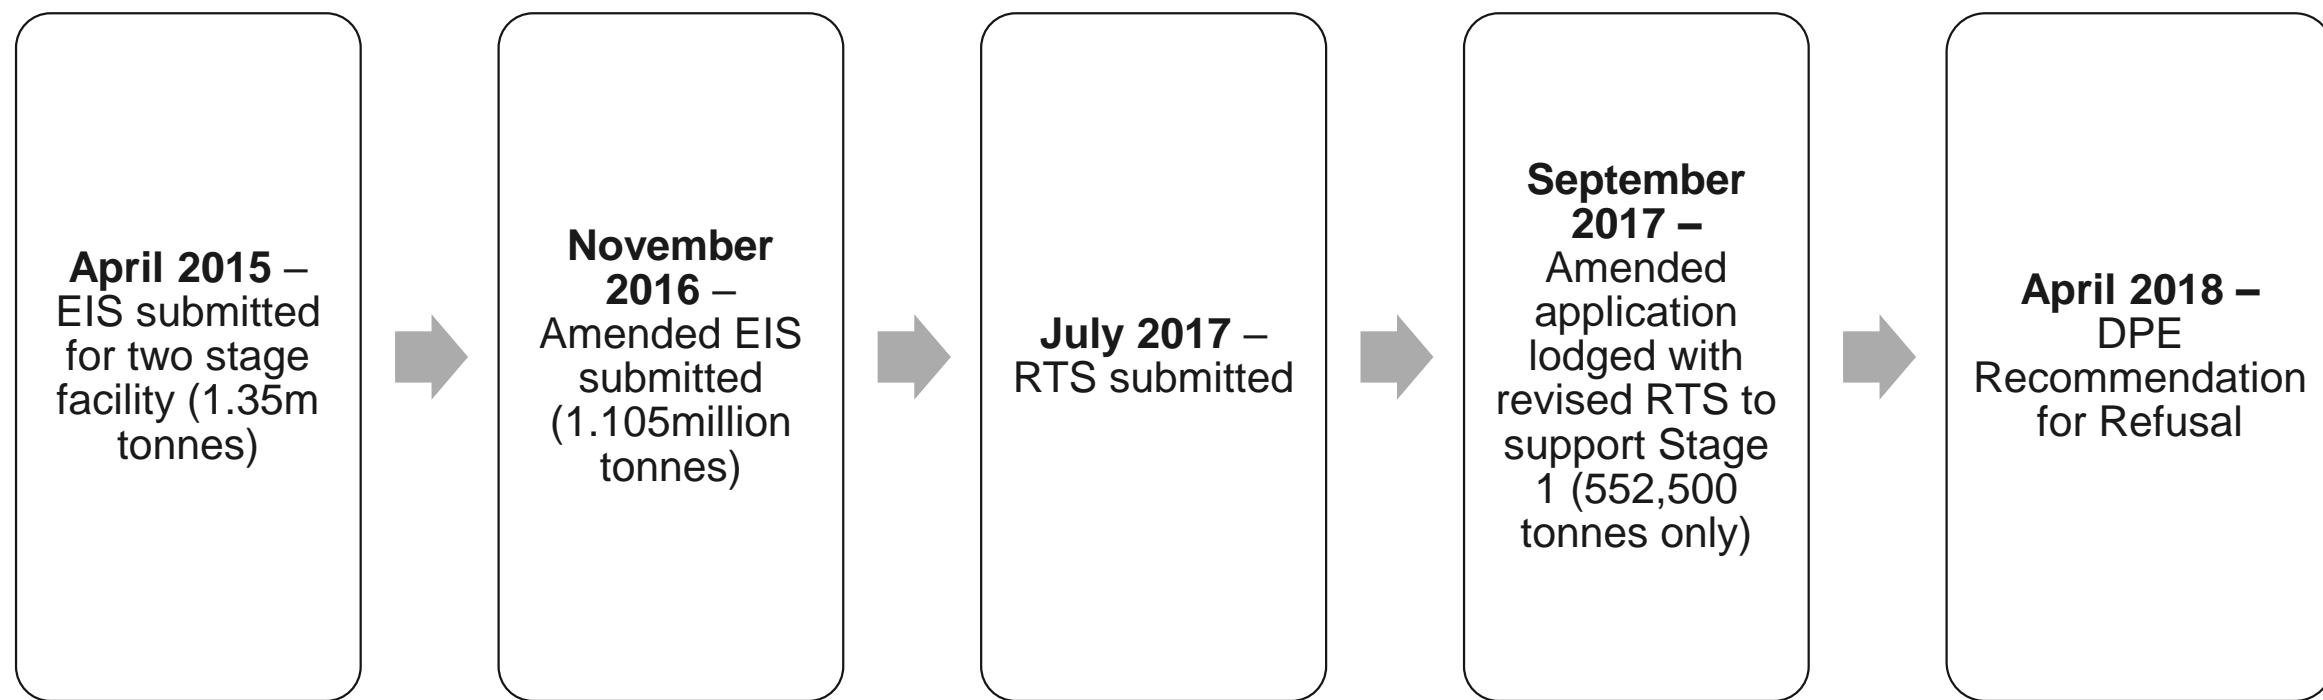 April 2015 –
EIS submitted
for two stage
facility (1.35m
tonnes)
November
2016 –
Amended EIS
submitted
(1.105million
tonnes)
July 2017 –
RTS submitted
September
2017 –
Amended
application
lodged with
revised RTS to
support Stage
1 (552,500
tonnes only)
April 2018 –
DPE
Recommendation
for Refusal